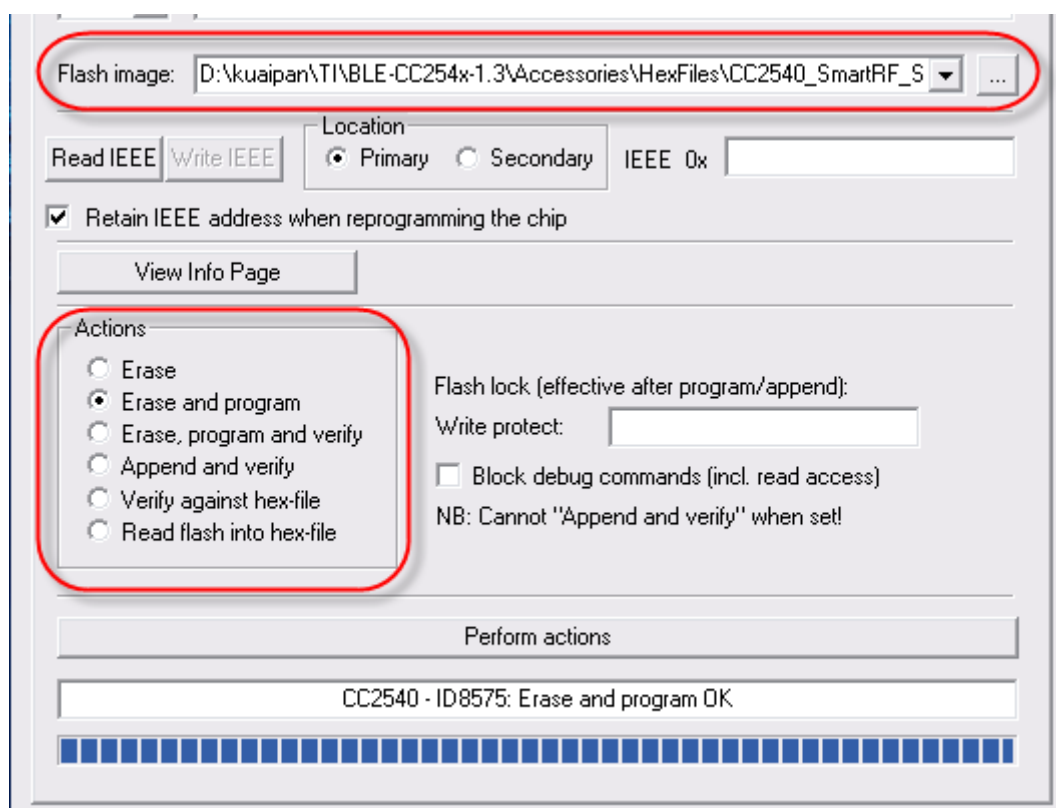 Flash image: D:\kuaipan\TI\BLE-CC254x-1.3\Accessories\HexFiles\CC2540_SmartRF_S ...
Location
Read IEEE Write IEEE Primary Secondary IEEE 0x
Retain IEEE address when reprogramming the chip
View Info Page
Actions
Erase
Erase and program
Erase, program and verify
Append and verify
Verify against hex-file
Read flash into hex-file
Flash lock (effective after program/append):
Write protect:
Block debug commands (incl. read access)
NB: Cannot "Append and verify" when set!
Perform actions
CC2540 - ID8575: Erase and program OK